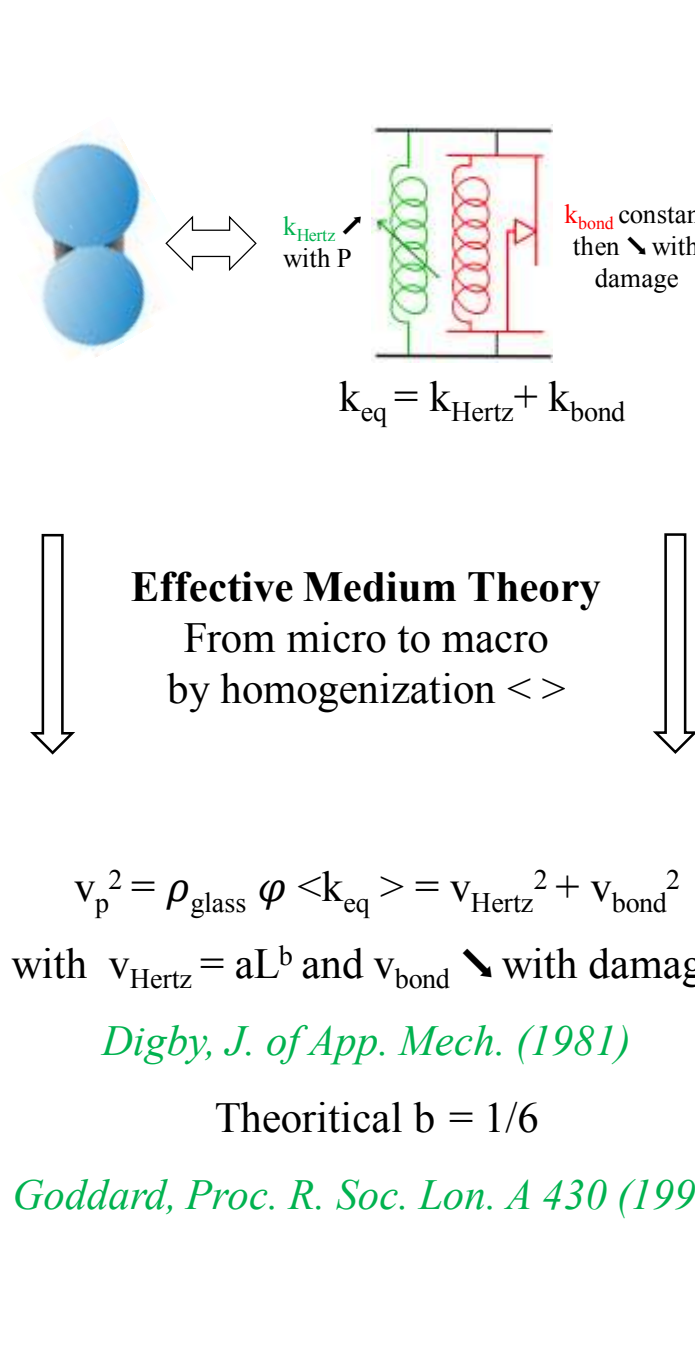 k_Hertz ➚
with P
k_bond constan
then ➘ with
damage
k_eq = k_Hertz + k_bond
Effective Medium Theory
From micro to macro
by homogenization < >
v_p² = ρ_glass φ <k_eq > = v_Hertz² + v_bond²
with v_Hertz = aL^b and v_bond ➘ with damag
Digby, J. of App. Mech. (1981)
Theoritical b = 1/6
Goddard, Proc. R. Soc. Lon. A 430 (199